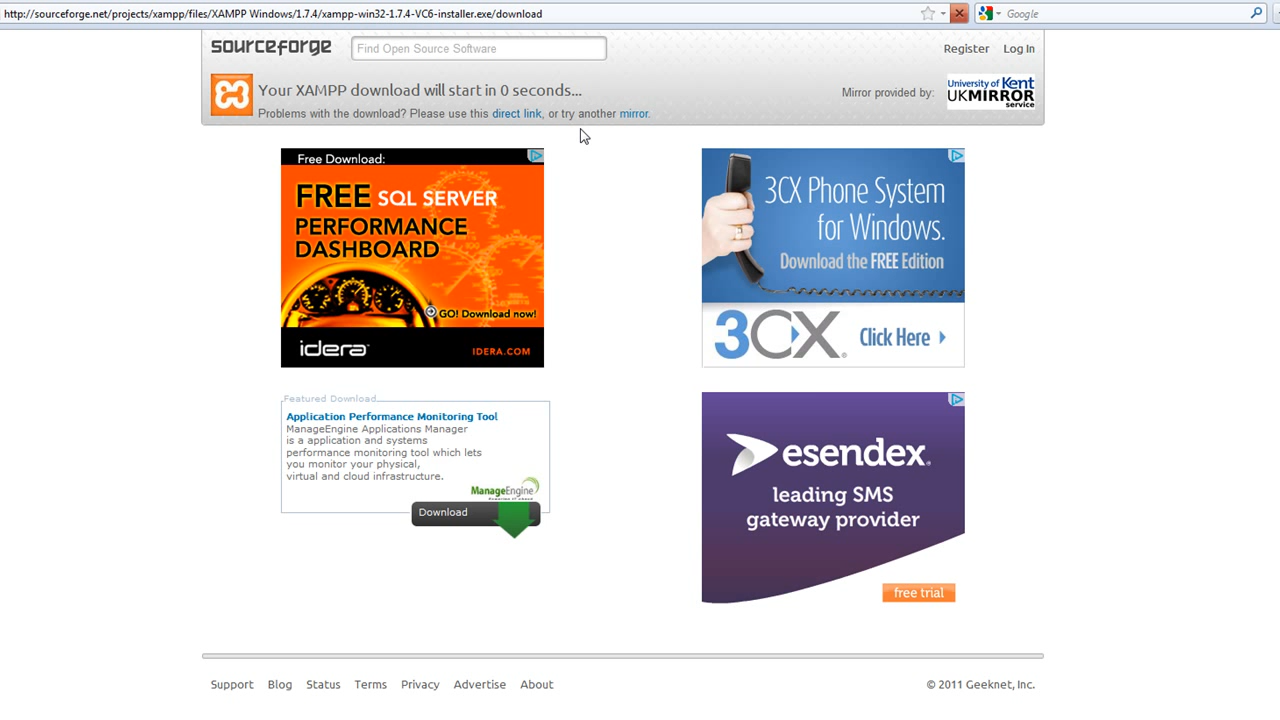 http://sourceforge.net/projects/xampp/files/XAMPP Windows/1.7.4/xampp-win32-1.7.4-VC6-installer.exe/download
Google
sourceforge
Find Open Source Software
Register
Log In
Your XAMPP download will start in 0 seconds...
Problems with the download? Please use this direct link, or try another mirror.
Mirror provided by:
University of Kent
UKMIRROR
service
Free Download:
FREE SQL SERVER
PERFORMANCE
DASHBOARD
GO! Download now!
idera
IDERA.COM
3CX Phone System
for Windows.
Download the FREE Edition
3CX
Click Here
Featured Download
Application Performance Monitoring Tool
ManageEngine Applications Manager
is a application and systems
performance monitoring tool which lets
you monitor your physical,
virtual and cloud infrastructure.
ManageEngine
Download
esendex
leading SMS
gateway provider
free trial
Support
Blog
Status
Terms
Privacy
Advertise
About
© 2011 Geeknet, Inc.